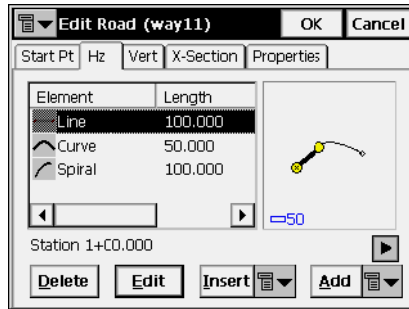 Edit Road (way11) OK Cancel
Start Pt Hz Vert X-Section Properties
Element Length
Line 100.000
Curve 50.000
Spiral 100.000
50
Station 1+00.000
Delete Edit Insert Add